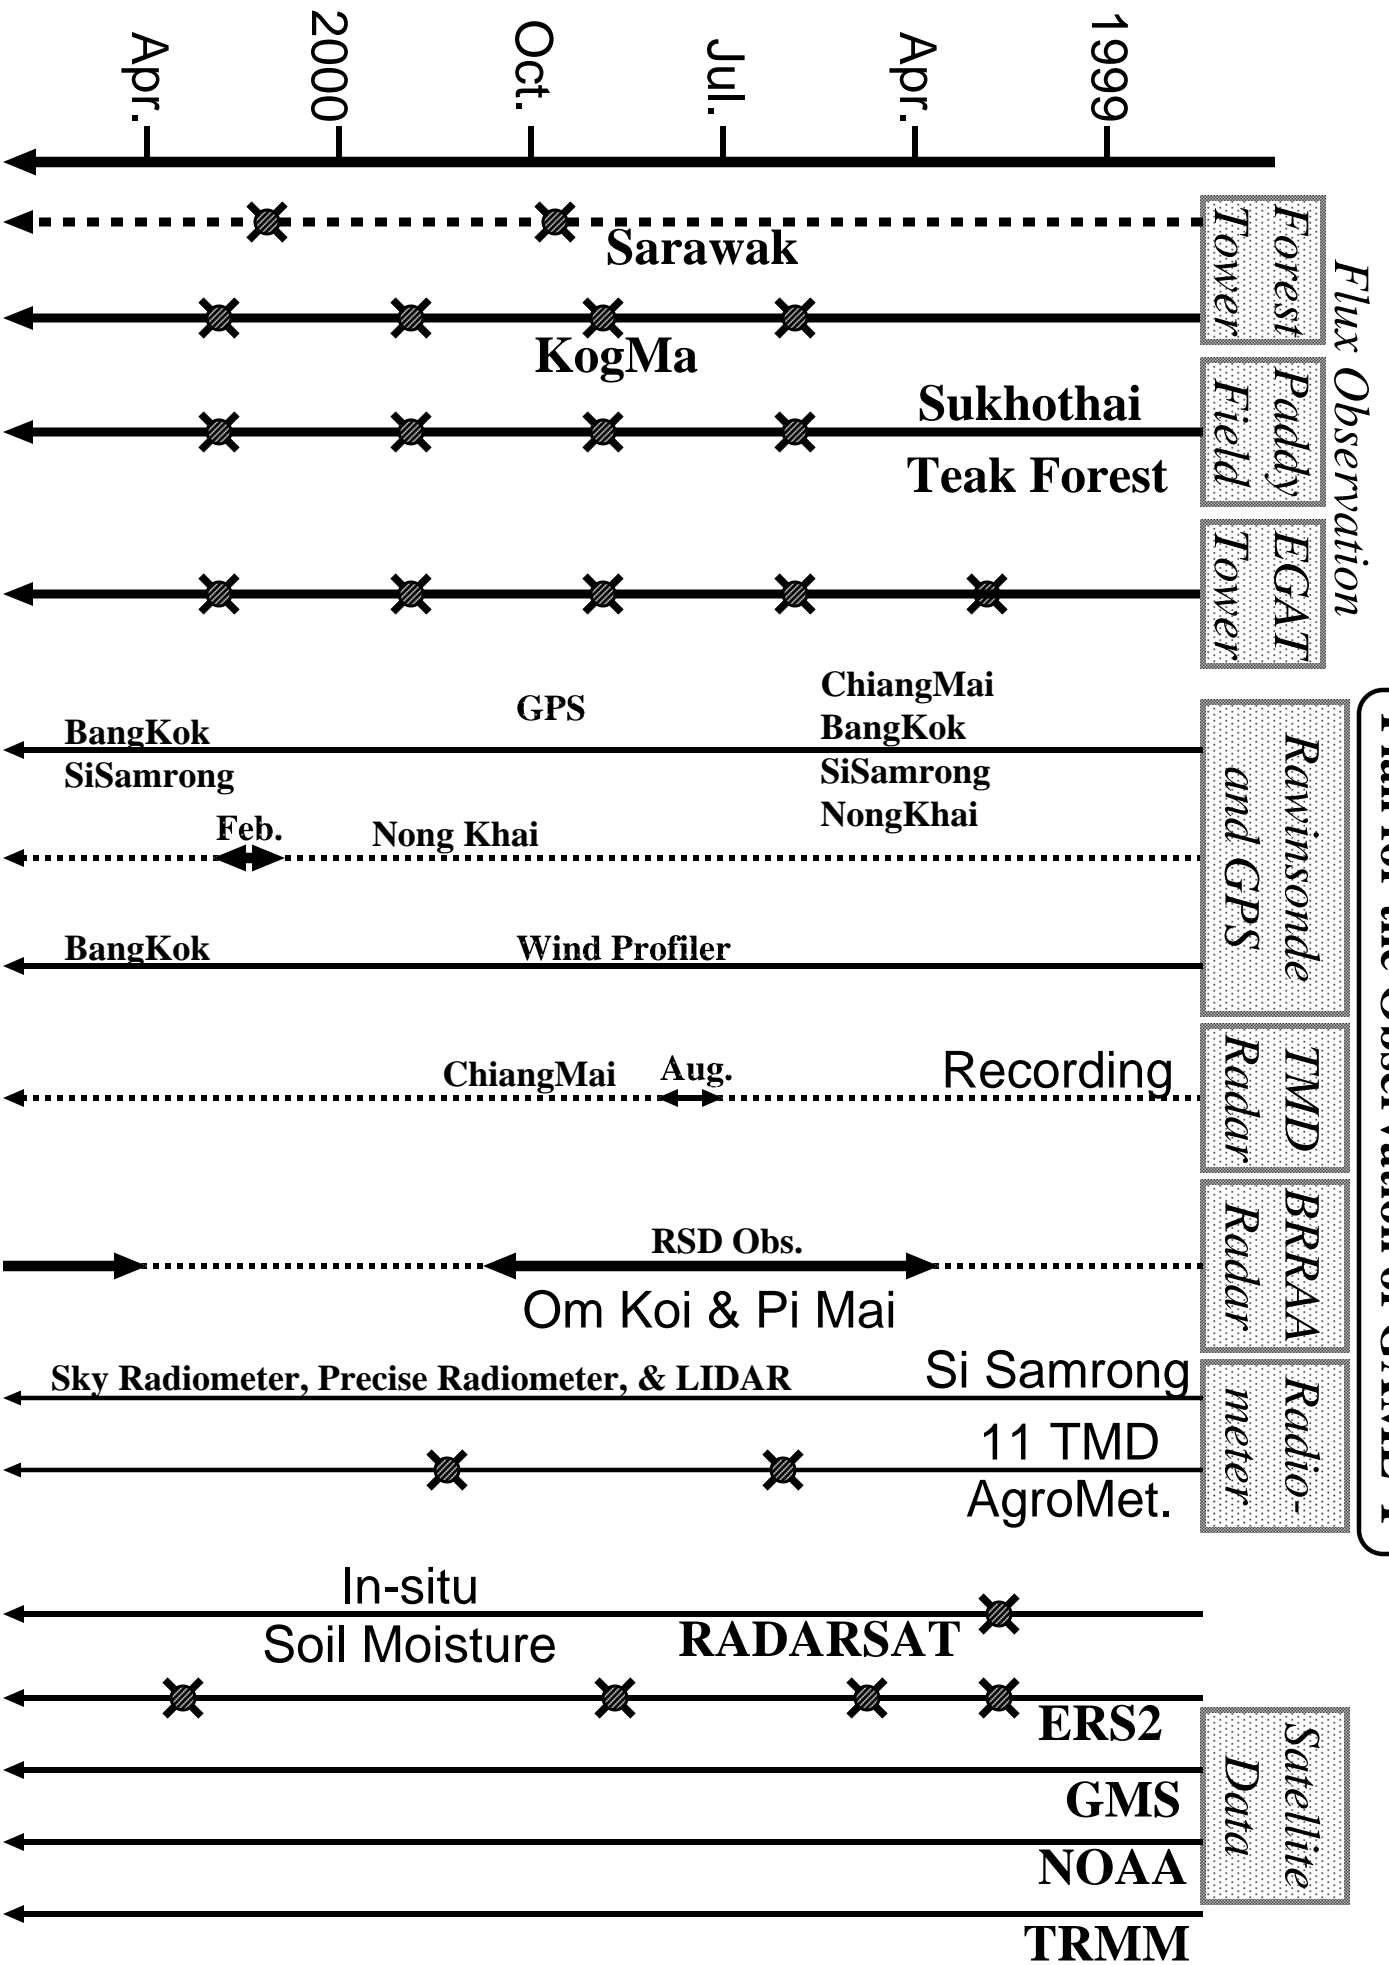 1999
Apr.
Jul.
Oct.
2000
Apr.
Flux Observation
Forest
Tower
Sarawak
KogMa
Paddy
Field
Sukhothai
Teak Forest
EGAT
Tower
Rawinsonde
and GPS
ChiangMai
BangKok
SiSamrong
NongKhai
GPS
BangKok
SiSamrong
Feb.
Nong Khai
BangKok
Wind Profiler
TMD
Radar
Recording
Aug.
ChiangMai
BRRAA
Radar
RSD Obs.
Om Koi & Pi Mai
Radio-
meter
Si Samrong
Sky Radiometer, Precise Radiometer, & LIDAR
11 TMD
AgroMet.
In-situ
Soil Moisture
RADARSAT
Satellite
Data
ERS2
GMS
NOAA
TRMM